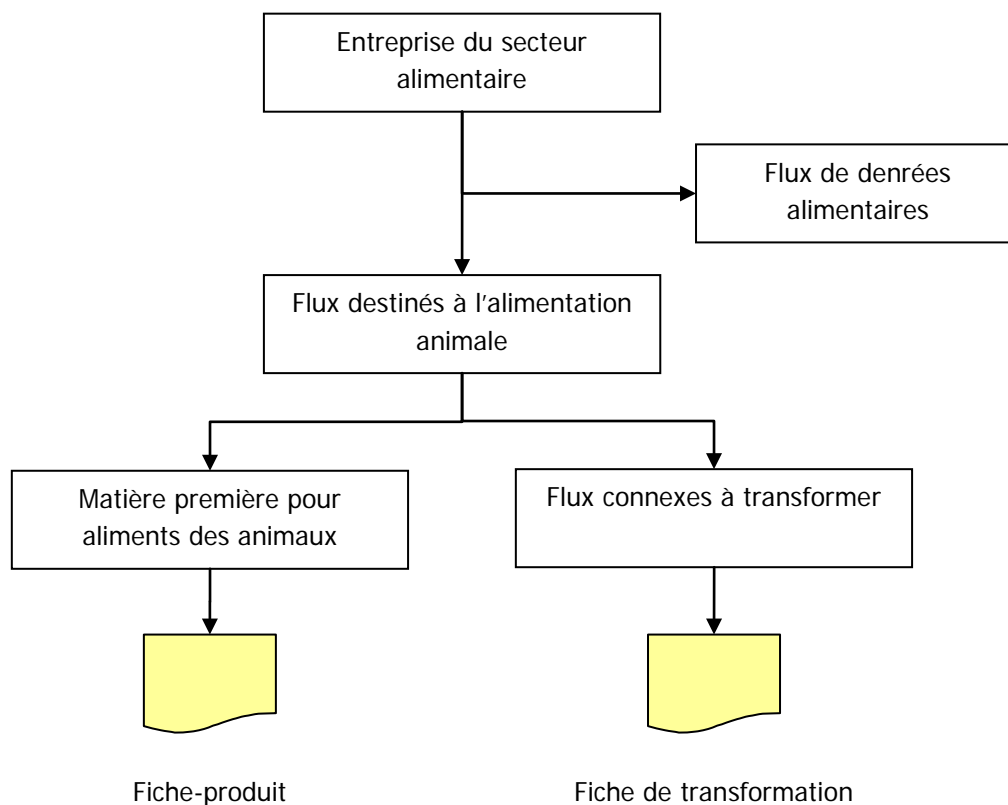 Entreprise du secteur
alimentaire
Flux de denrées
alimentaires
Flux destinés à l'alimentation
animale
Matière première pour
aliments des animaux
Flux connexes à transformer
Fiche-produit
Fiche de transformation